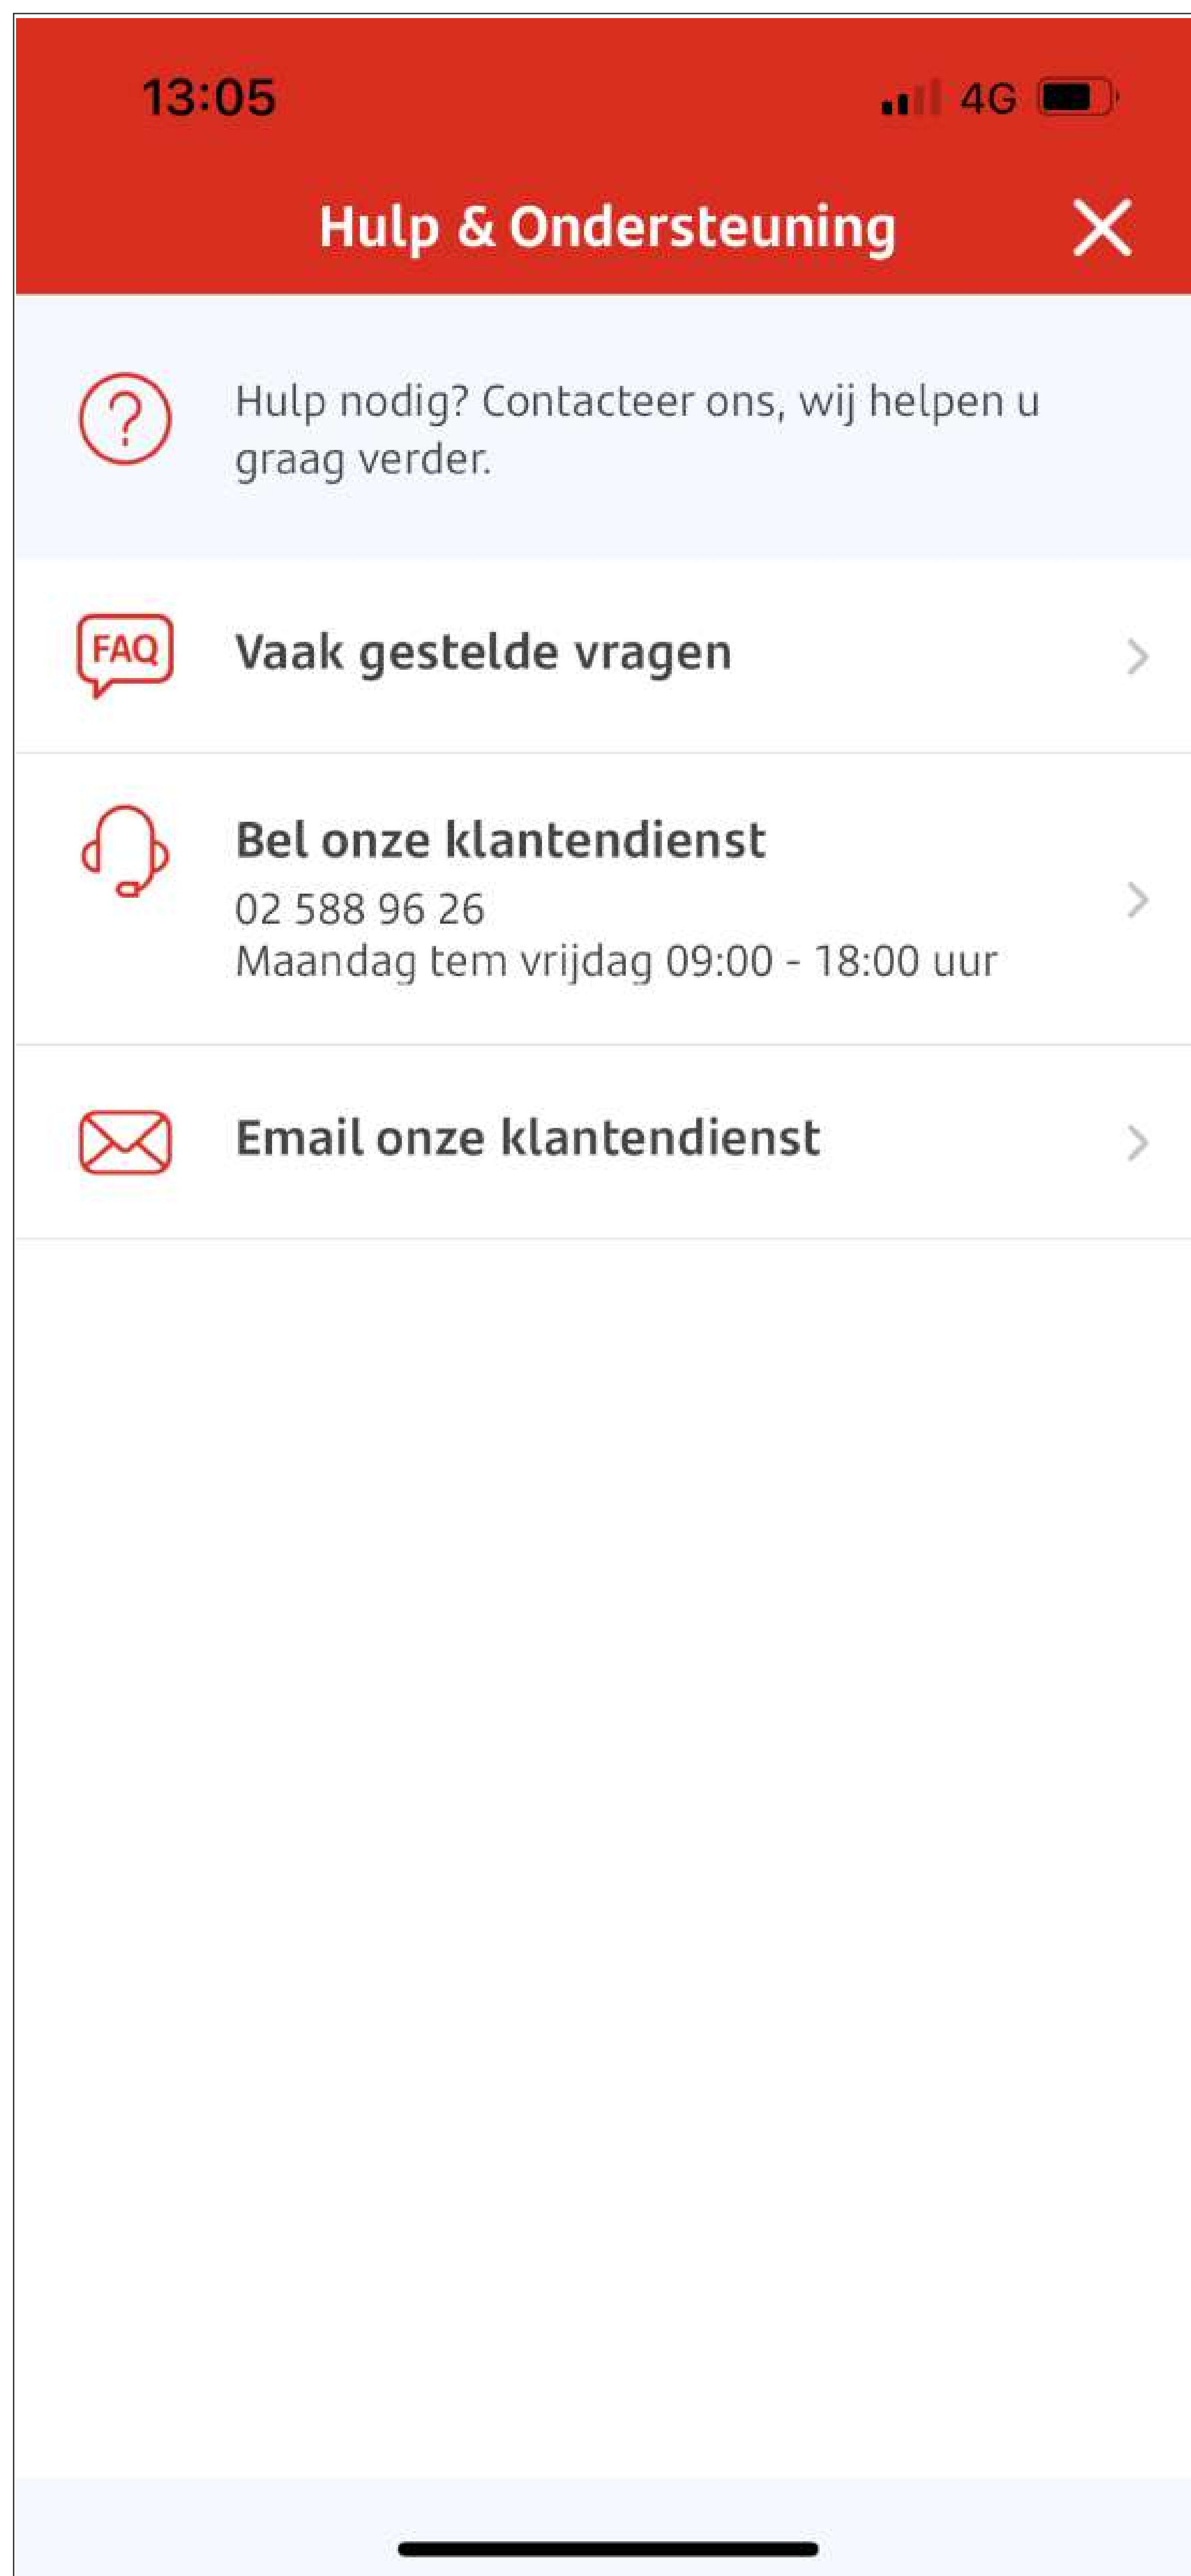 13:05
4G
Hulp & Ondersteuning
Hulp nodig? Contacteer ons, wij helpen u
graag verder.
FAQ
Vaak gestelde vragen
Bel onze klantendienst
02 588 96 26
Maandag tem vrijdag 09:00 - 18:00 uur
Email onze klantendienst